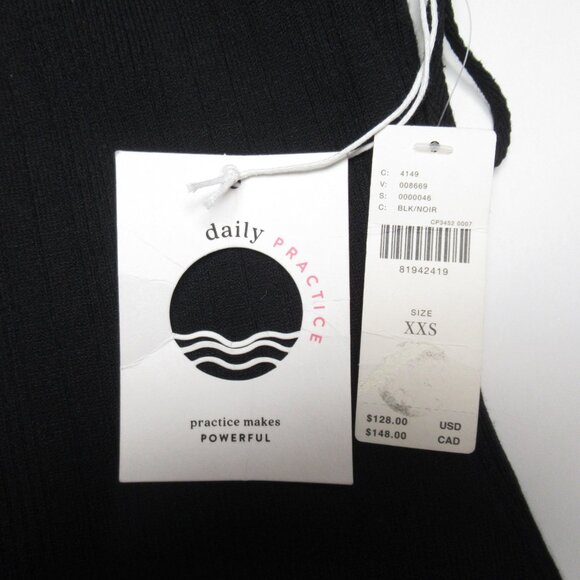 daily
PRACTICE
practice makes
POWERFUL
C: 4149
V: 008669
S: 0000046
C: BLK/NOIR
CP3453 0007
81942419
SIZE
XXS
$128.00 USD
$148.00 CAD